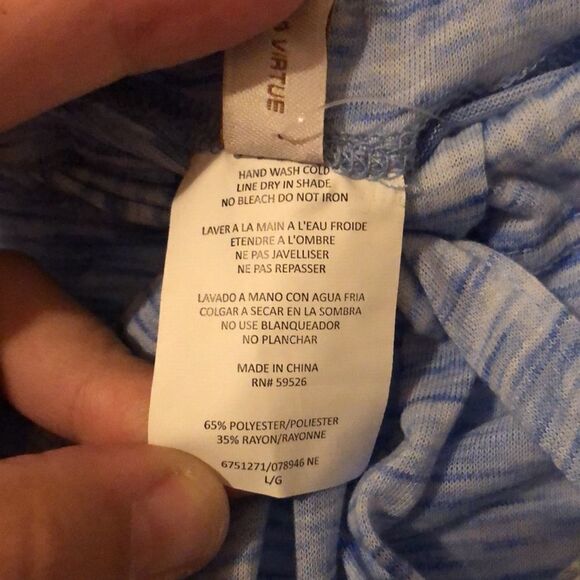 VIRTUE
HAND WASH COLD
LINE DRY IN SHADE
NO BLEACH DO NOT IRON
LAVER A LA MAIN A L'EAU FROIDE
ETENDRE A L'OMBRE
NE PAS JAVELLISER
NE PAS REPASSER
LAVADO A MANO CON AGUA FRIA
COLGAR A SECAR EN LA SOMBRA
NO USE BLANQUEADOR
NO PLANCHAR
MADE IN CHINA
RN# 59526
65% POLYESTER/POLIESTER
35% RAYON/RAYONNE
6751271/078946 NE
L/G